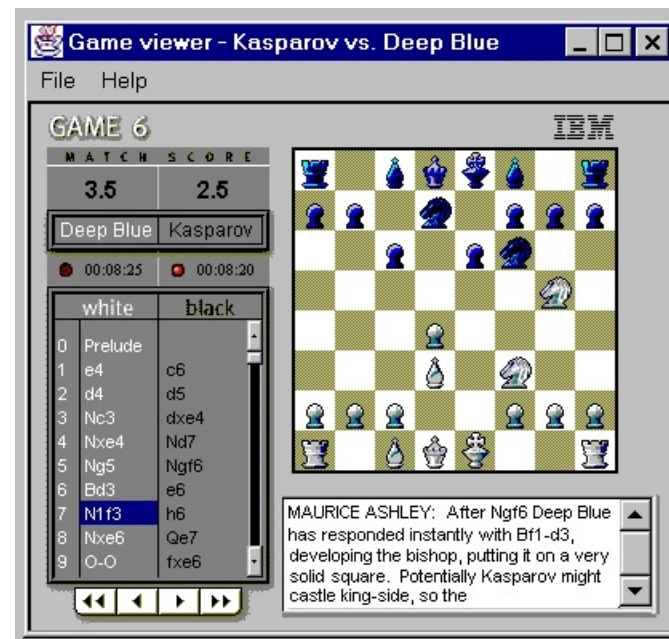 Game viewer - Kasparov vs. Deep Blue
File Help
GAME 6
IBM
MATCH SCORE
3.5 2.5
Deep Blue Kasparov
00:08:25 00:08:20
white black
0 Prelude
1 e4 c6
2 d4 d5
3 Nc3 dxe4
4 Nxe4 Nd7
5 Ng5 Ngf6
6 Bd3 e6
7 N1f3 h6
8 Nxe6 Qe7
9 O-O fxe6
MAURICE ASHLEY: After Ngf6 Deep Blue
has responded instantly with Bf1-d3,
developing the bishop, putting it on a very
solid square. Potentially Kasparov might
castle king-side, so the